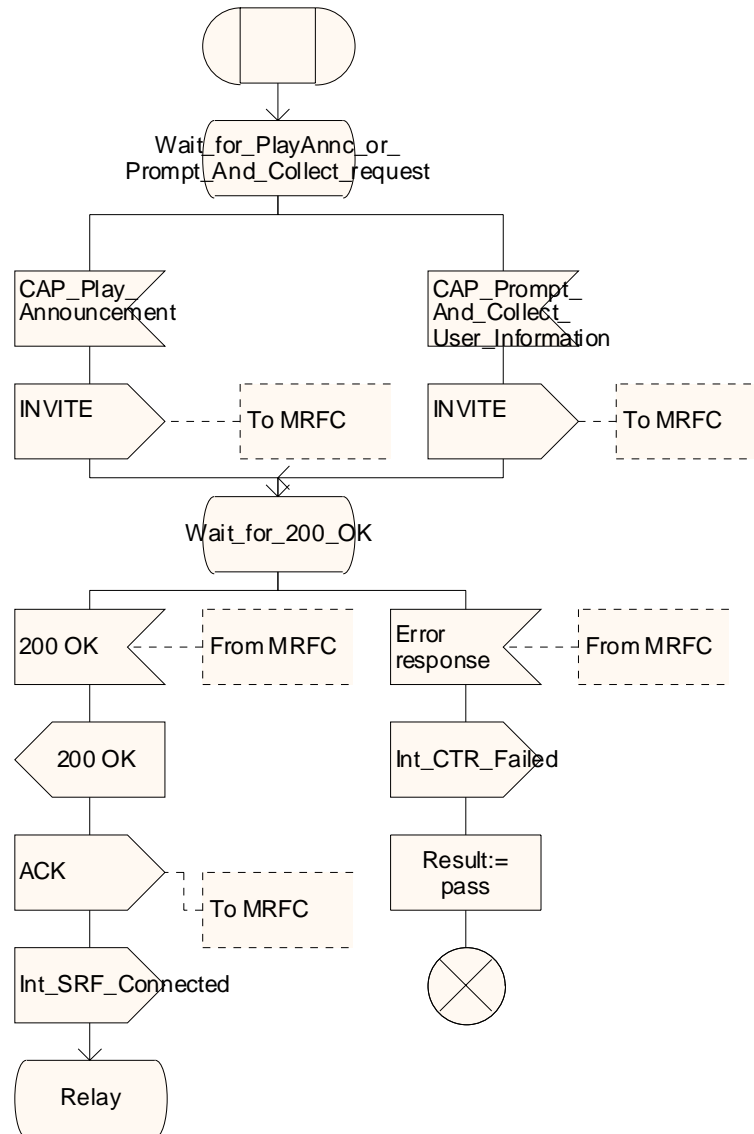 Wait_for_PlayAnnc_or_
Prompt_And_Collect_request
CAP_Play_
Announcement
CAP_Prompt_
And_Collect_
User_Information
INVITE
To MRFC
INVITE
To MRFC
Wait_for_200_OK
200 OK
From MRFC
Error
response
From MRFC
200 OK
Int_CTR_Failed
ACK
To MRFC
Result:=
pass
Int_SRF_Connected
Relay